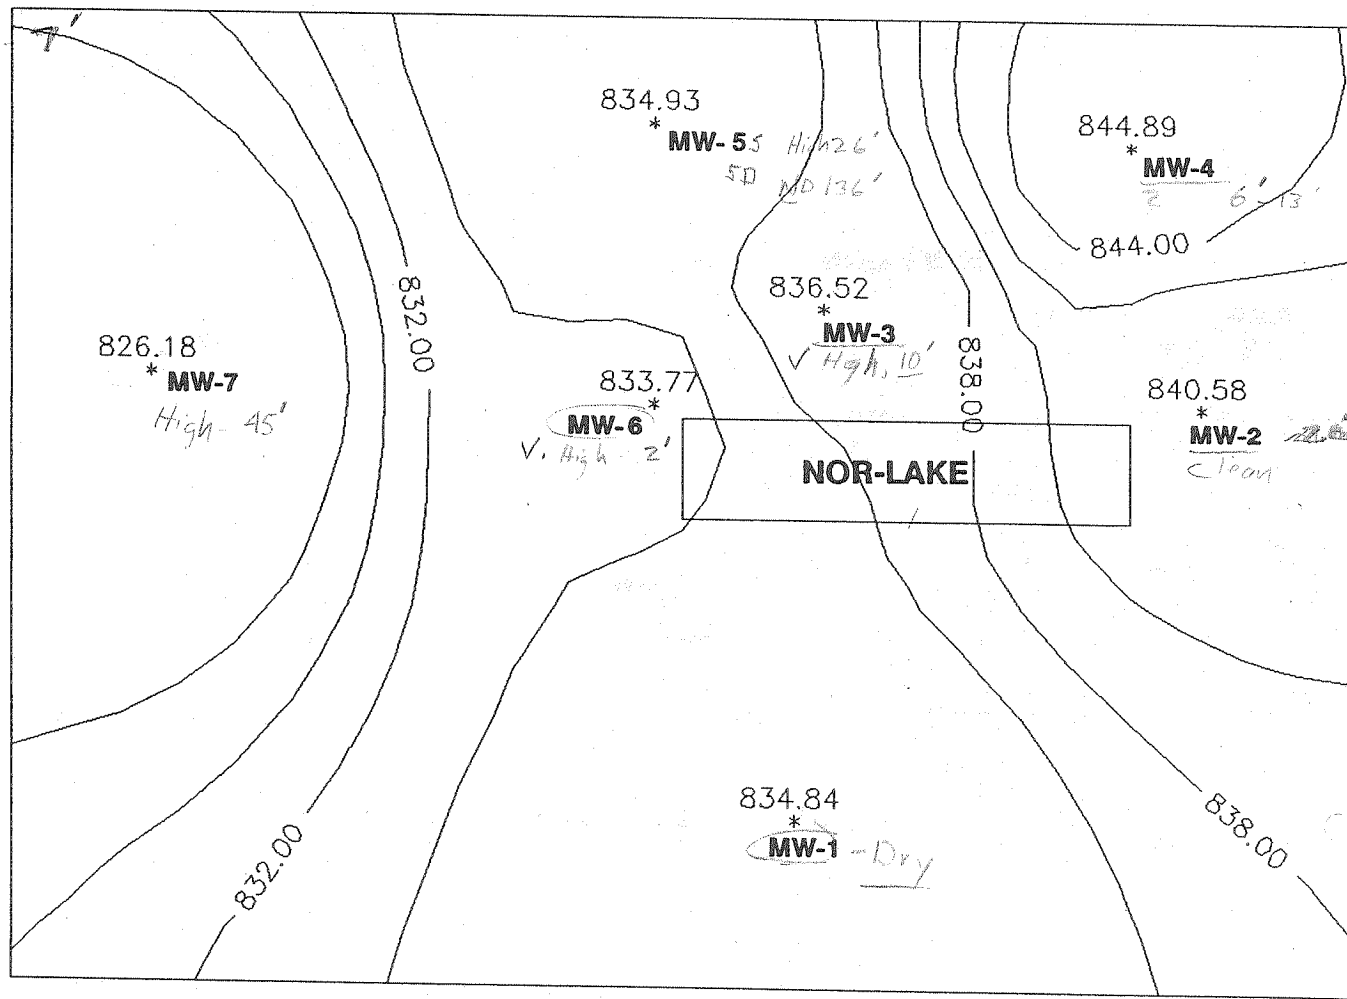 834.93
MW-5 S High 26'
5D ND 136'
844.89
MW-4
6'-13'
844.00
832.00
836.52
MW-3
√ High, 10'
838.00
826.18
MW-7
High - 45'
833.77
MW-6
V. High 2'
840.58
MW-2
Clean
NOR-LAKE
834.84
MW-1 - Dry
838.00
832.00